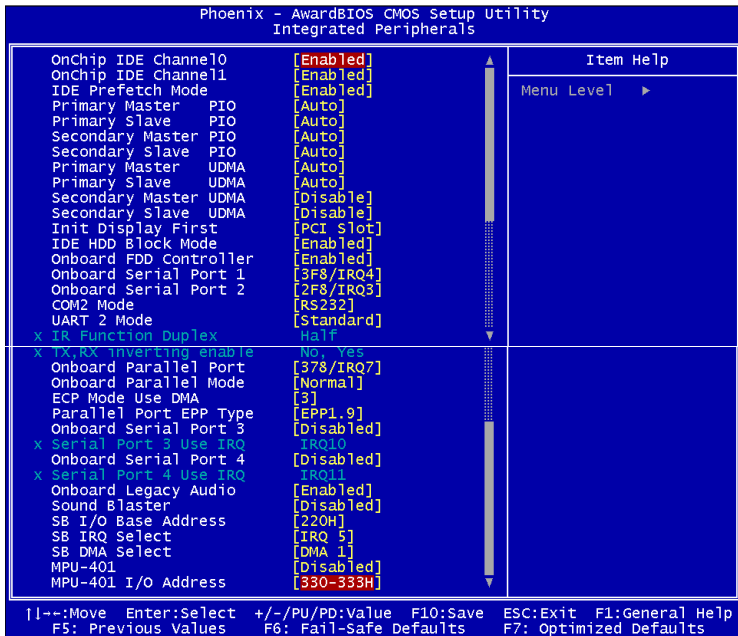 Phoenix - AwardBIOS CMOS Setup Utility
Integrated Peripherals
OnChip IDE Channel0 [Enabled]
OnChip IDE Channel1 [Enabled]
IDE Prefetch Mode [Enabled]
Primary Master PIO [Auto]
Primary Slave PIO [Auto]
Secondary Master PIO [Auto]
Secondary Slave PIO [Auto]
Primary Master UDMA [Auto]
Primary Slave UDMA [Auto]
Secondary Master UDMA [Disable]
Secondary Slave UDMA [Disable]
Init Display First [PCI Slot]
IDE HDD Block Mode [Enabled]
Onboard FDD Controller [Enabled]
Onboard Serial Port 1 [3F8/IRQ4]
Onboard Serial Port 2 [2F8/IRQ3]
COM2 Mode [RS232]
UART 2 Mode [Standard]
x IR Function Duplex Half
x TX,RX inverting enable No, Yes
Onboard Parallel Port [378/IRQ7]
Onboard Parallel Mode [Normal]
ECP Mode Use DMA [3]
Parallel Port EPP Type [EPP1.9]
Onboard Serial Port 3 [Disabled]
x Serial Port 3 Use IRQ IRQ10
Onboard Serial Port 4 [Disabled]
x Serial Port 4 Use IRQ IRQ11
Onboard Legacy Audio [Enabled]
Sound Blaster [Disabled]
SB I/O Base Address [220H]
SB IRQ Select [IRQ 5]
SB DMA Select [DMA 1]
MPU-401 [Disabled]
MPU-401 I/O Address [330-333H]
Item Help
Menu Level ▶
↑↓→←:Move Enter:Select +/-/PU/PD:Value F10:Save ESC:Exit F1:General Help
F5: Previous Values F6: Fail-Safe Defaults F7: Optimized Defaults